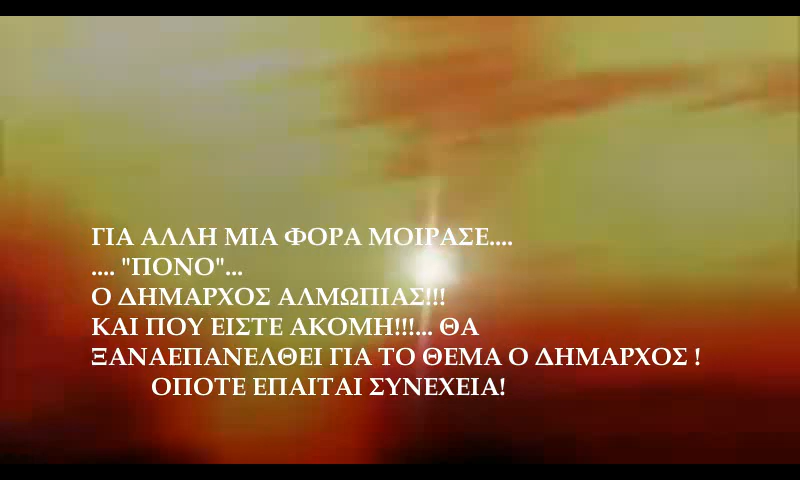 ΓΙΑ ΑΛΛΗ ΜΙΑ ΦΟΡΑ ΜΟΙΡΑΣΕ....
.... "ΠΟΝΟ"...
Ο ΔΗΜΑΡΧΟΣ ΑΛΜΩΠΙΑΣ!!!
ΚΑΙ ΠΟΥ ΕΙΣΤΕ ΑΚΟΜΗ!!!... ΘΑ
ΞΑΝΑΕΠΑΝΕΛΘΕΙ ΓΙΑ ΤΟ ΘΕΜΑ Ο ΔΗΜΑΡΧΟΣ !
ΟΠΟΤΕ ΕΠΑΙΤΑΙ ΣΥΝΕΧΕΙΑ!